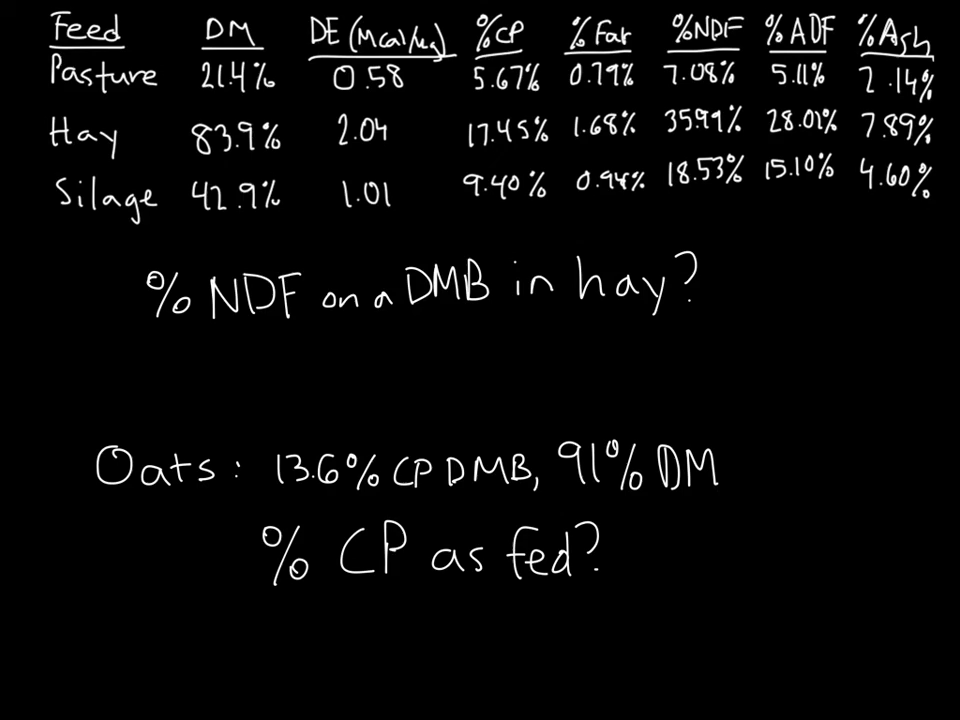 Feed DM DE (Mcal/kg) %CP %Fat %NDF %ADF %Ash
Pasture 21.4% 0.58 5.67% 0.79% 7.08% 5.11% 2.14%
Hay 83.9% 2.04 17.45% 1.68% 35.99% 28.01% 7.89%
Silage 42.9% 1.01 9.40% 0.94% 18.53% 15.10% 4.60%
% NDF on a DMB in hay?
Oats: 13.6% CP DMB, 91% DM
% CP as fed?